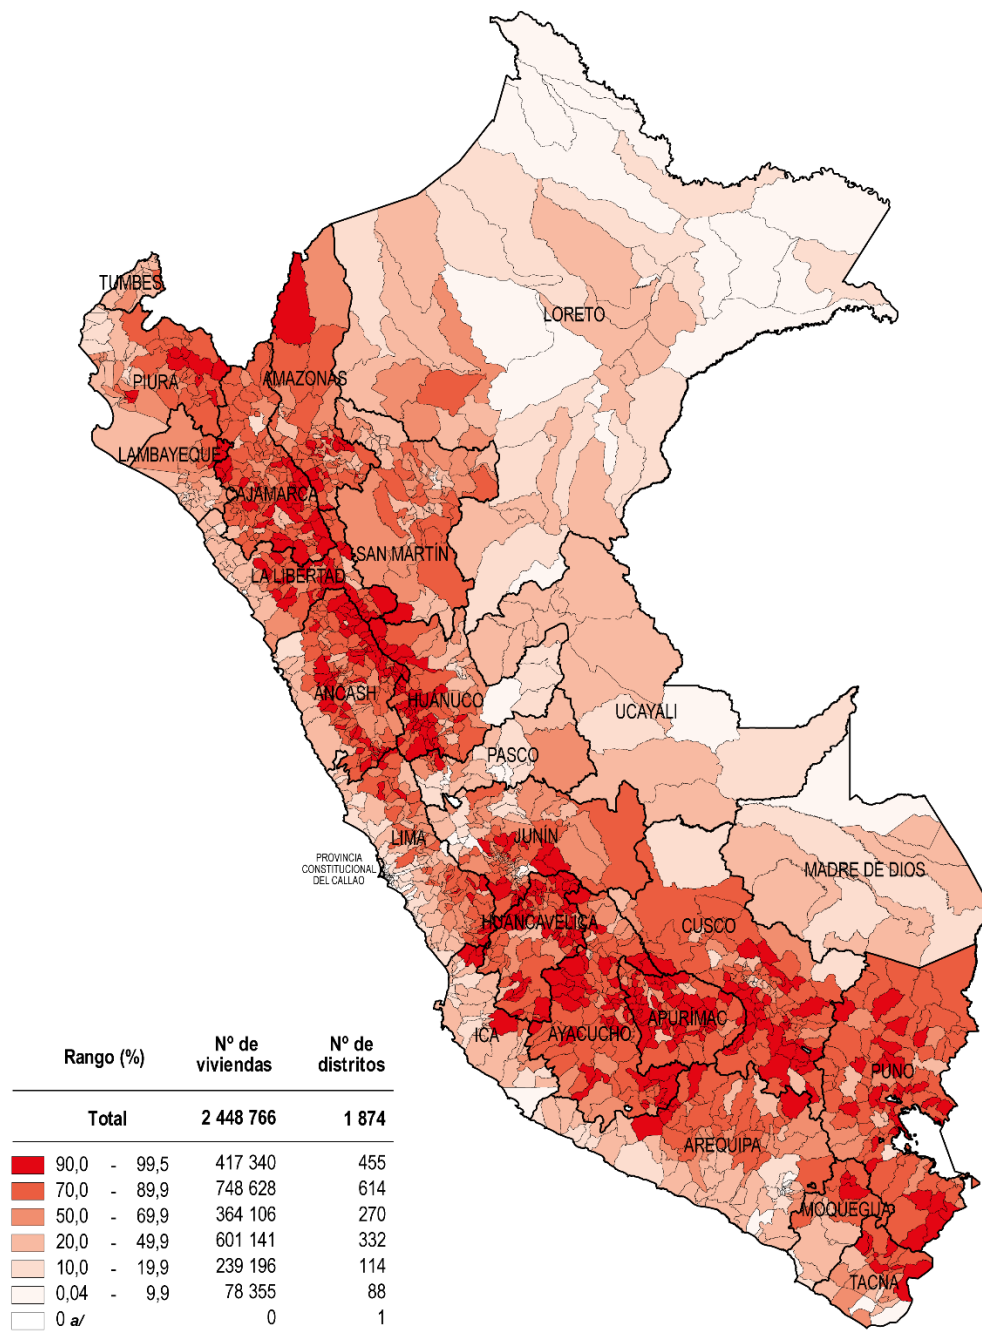 TUMBES
LORETO
PIURA
AMAZONAS
LAMBAYEQUE
CAJAMARCA
SAN MARTÍN
LA LIBERTAD
ANCASH
HUANUCO
UCAYALI
PASCO
LIMA
JUNÍN
PROVINCIA
CONSTITUCIONAL
DEL CALLAO
MADRE DE DIOS
HUANCAVELICA
CUSCO
ICA
AYACUCHO
APURIMAC
PUNO
AREQUIPA
MOQUEGUA
TACNA
Rango (%) Nº de viviendas Nº de distritos
Total 2 448 766 1 874
90,0 - 99,5 417 340 455
70,0 - 89,9 748 628 614
50,0 - 69,9 364 106 270
20,0 - 49,9 601 141 332
10,0 - 19,9 239 196 114
0,04 - 9,9 78 355 88
0 a/ 0 1